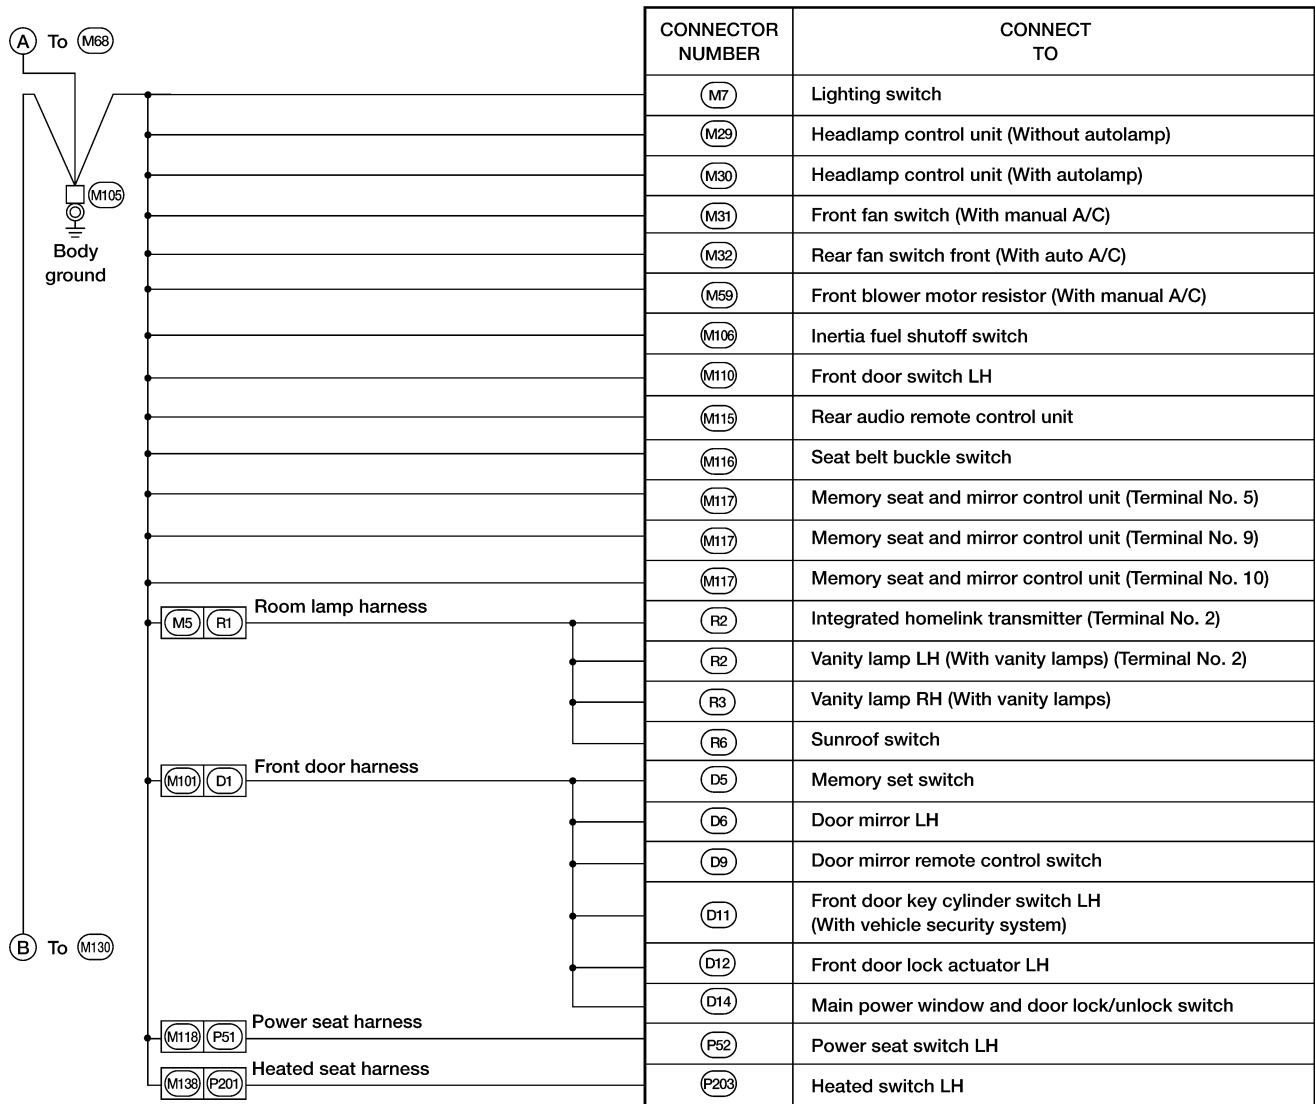 A To M68
M105
Body
ground
B To M130
CONNECTOR
NUMBER
CONNECT
TO
M7 Lighting switch
M29 Headlamp control unit (Without autolamp)
M30 Headlamp control unit (With autolamp)
M31 Front fan switch (With manual A/C)
M32 Rear fan switch front (With auto A/C)
M59 Front blower motor resistor (With manual A/C)
M106 Inertia fuel shutoff switch
M110 Front door switch LH
M115 Rear audio remote control unit
M116 Seat belt buckle switch
M117 Memory seat and mirror control unit (Terminal No. 5)
M117 Memory seat and mirror control unit (Terminal No. 9)
M117 Memory seat and mirror control unit (Terminal No. 10)
Room lamp harness
M5 R1
R2 Integrated homelink transmitter (Terminal No. 2)
R2 Vanity lamp LH (With vanity lamps) (Terminal No. 2)
R3 Vanity lamp RH (With vanity lamps)
R6 Sunroof switch
Front door harness
M101 D1
D5 Memory set switch
D6 Door mirror LH
D9 Door mirror remote control switch
D11 Front door key cylinder switch LH
(With vehicle security system)
D12 Front door lock actuator LH
D14 Main power window and door lock/unlock switch
Power seat harness
M118 P51
P52 Power seat switch LH
Heated seat harness
M138 P201
P203 Heated switch LH